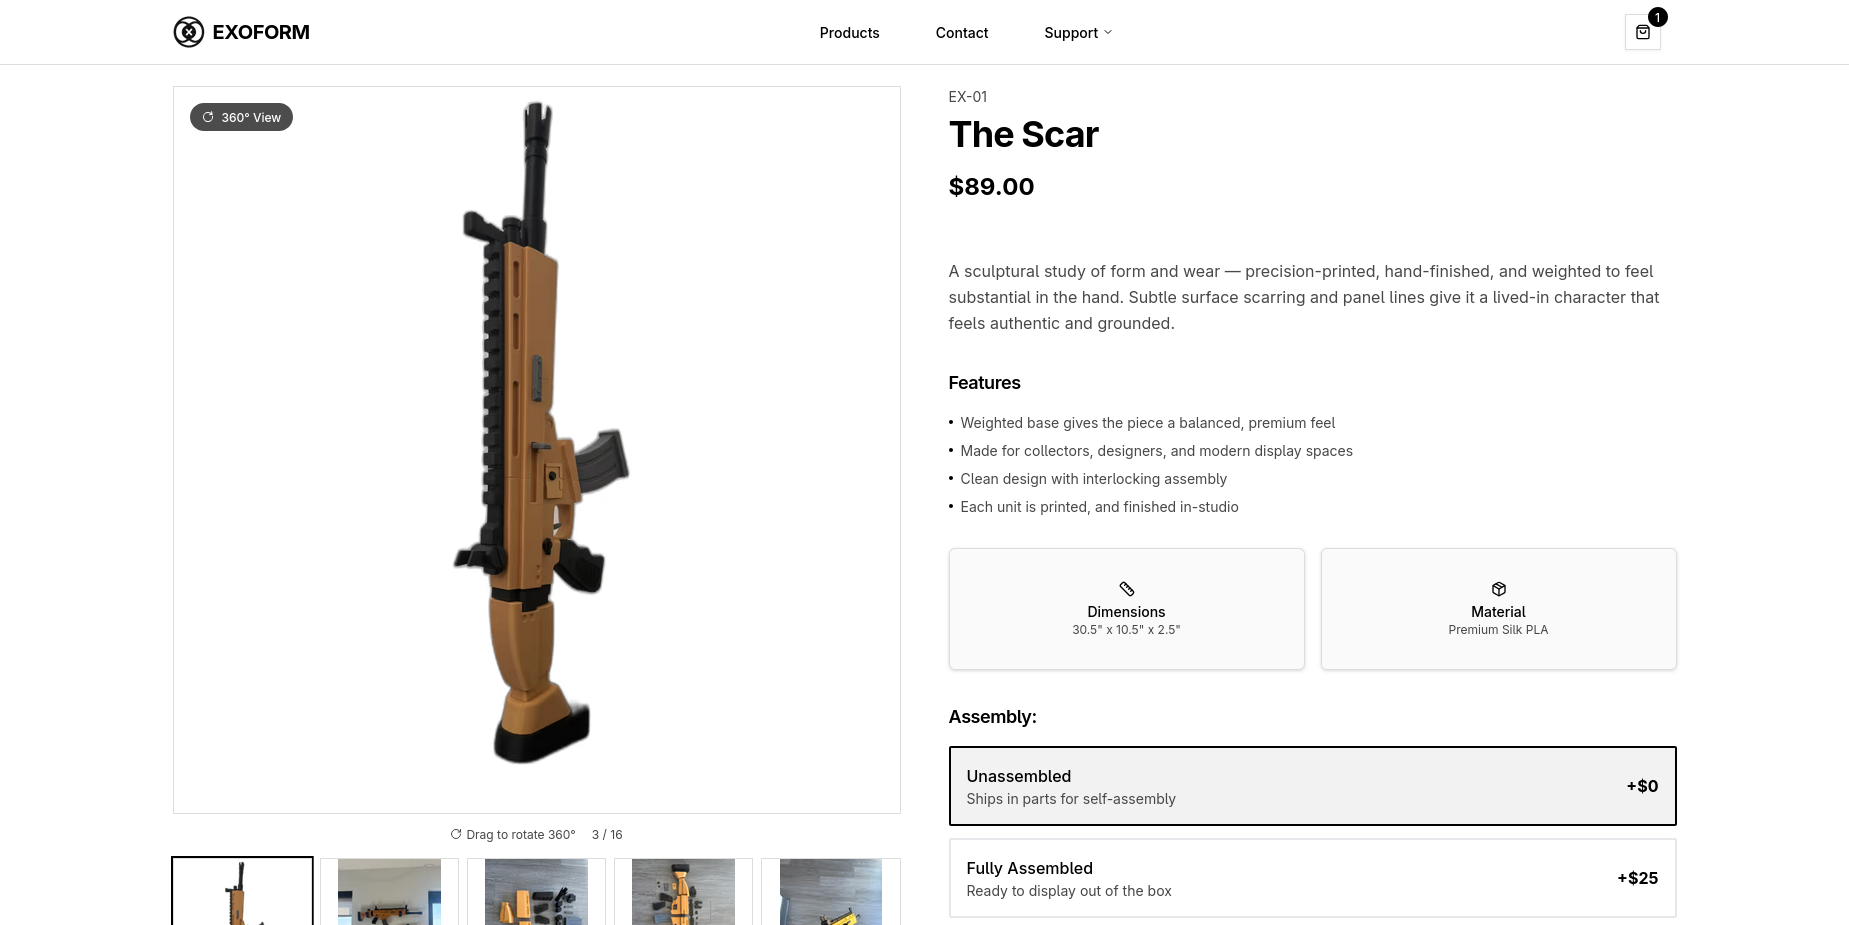 EXOFORM
Products
Contact
Support
1
360° View
EX-01
The Scar
$89.00
A sculptural study of form and wear — precision-printed, hand-finished, and weighted to feel
substantial in the hand. Subtle surface scarring and panel lines give it a lived-in character that
feels authentic and grounded.
Features
• Weighted base gives the piece a balanced, premium feel
• Made for collectors, designers, and modern display spaces
• Clean design with interlocking assembly
• Each unit is printed, and finished in-studio
Dimensions
30.5" x 10.5" x 2.5"
Material
Premium Silk PLA
Assembly:
Unassembled
Ships in parts for self-assembly
+$0
Fully Assembled
Ready to display out of the box
+$25
Drag to rotate 360°
3 / 16